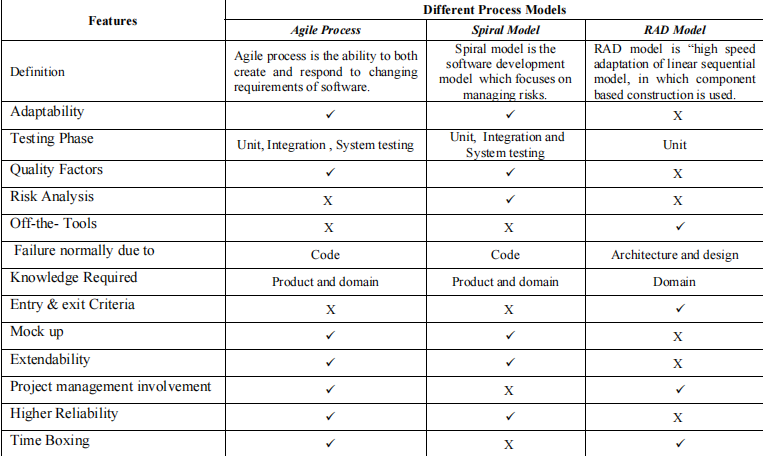 Features
Different Process Models
Agile Process Spiral Model RAD Model
Definition
Agile process is the ability to both
create and respond to changing
requirements of software.
Spiral model is the
software development
model which focuses on
managing risks.
RAD model is “high speed
adaptation of linear sequential
model, in which component
based construction is used.
Adaptability ✓ ✓ X
Testing Phase
Unit, Integration , System testing
Unit, Integration and
System testing
Unit
Quality Factors ✓ ✓ X
Risk Analysis X ✓ X
Off-the- Tools X X ✓
Failure normally due to Code Code Architecture and design
Knowledge Required Product and domain Product and domain Domain
Entry & exit Criteria X X ✓
Mock up ✓ ✓ X
Extendability ✓ ✓ X
Project management involvement ✓ X ✓
Higher Reliability ✓ ✓ X
Time Boxing ✓ X ✓